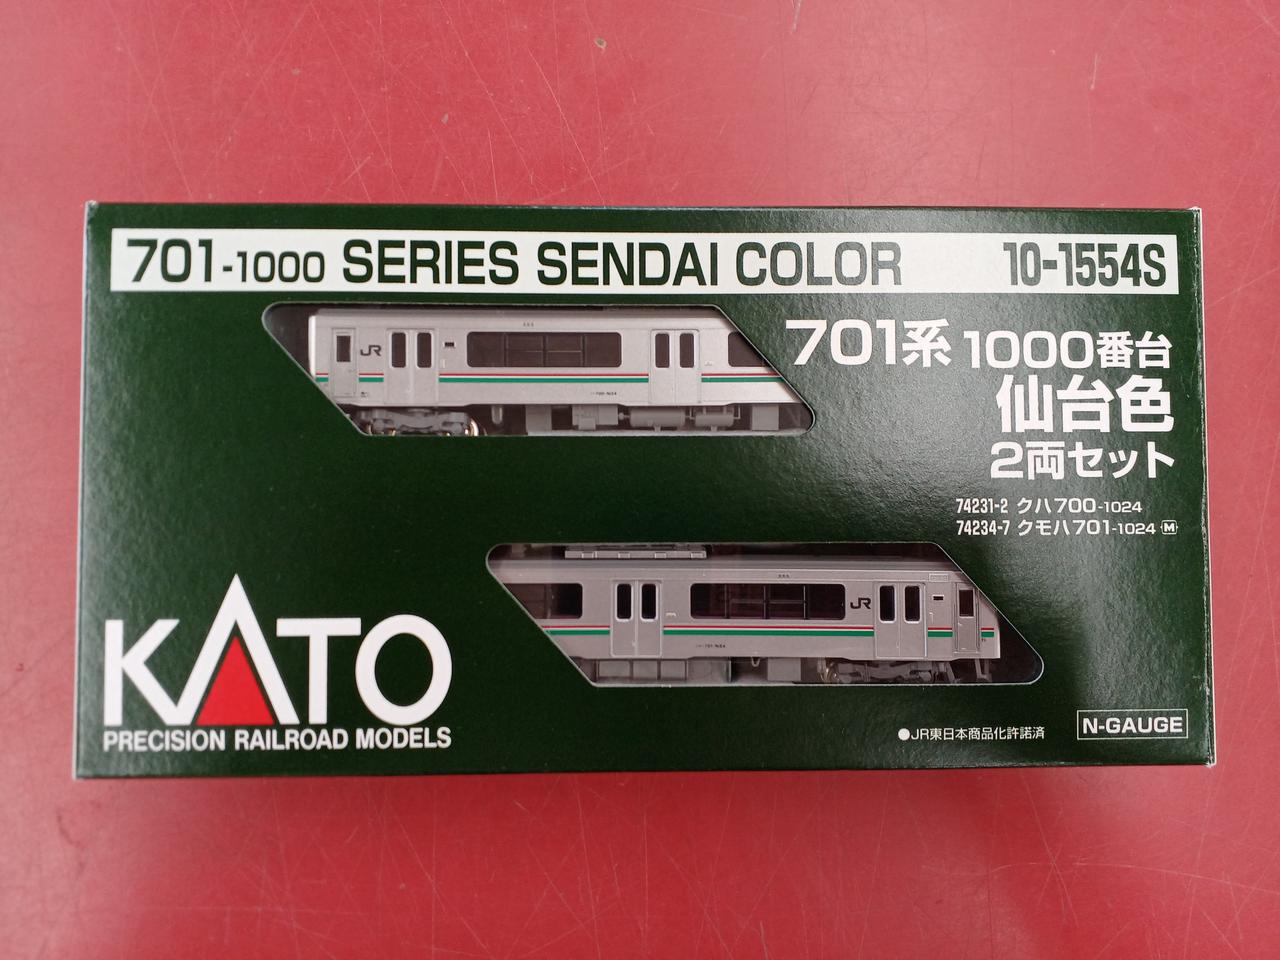 701-1000 SERIES SENDAI COLOR 10-1554S
701系 1000番台
仙台色
2両セット
74231-2 クハ700-1024
74234-7 クモハ701-1024 M
JR
JR
KATO
PRECISION RAILROAD MODELS
●JR東日本商品化許諾済
N-GAUGE